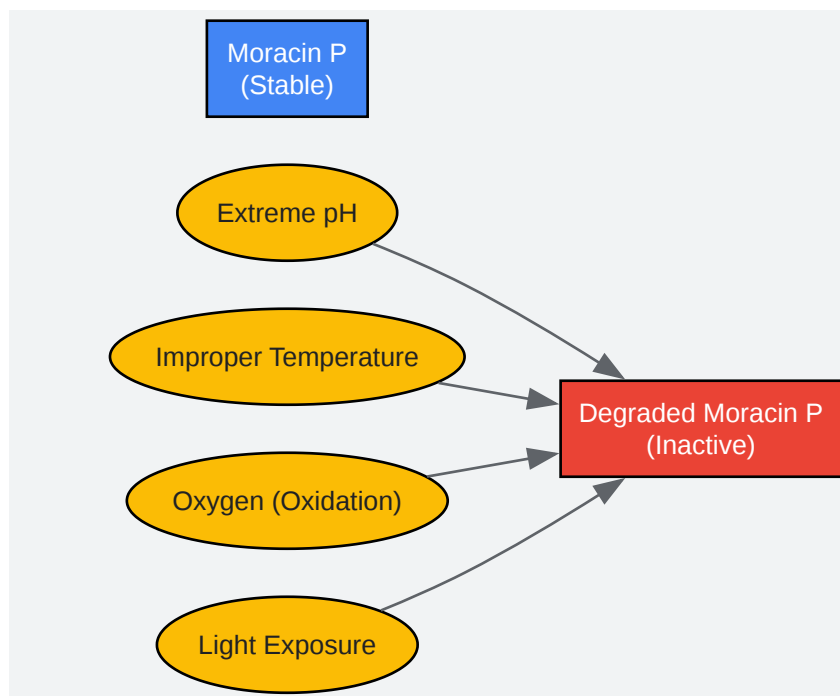 Moracin P
(Stable)
Extreme pH
Improper Temperature
Degraded Moracin P
(Inactive)
Oxygen (Oxidation)
Light Exposure